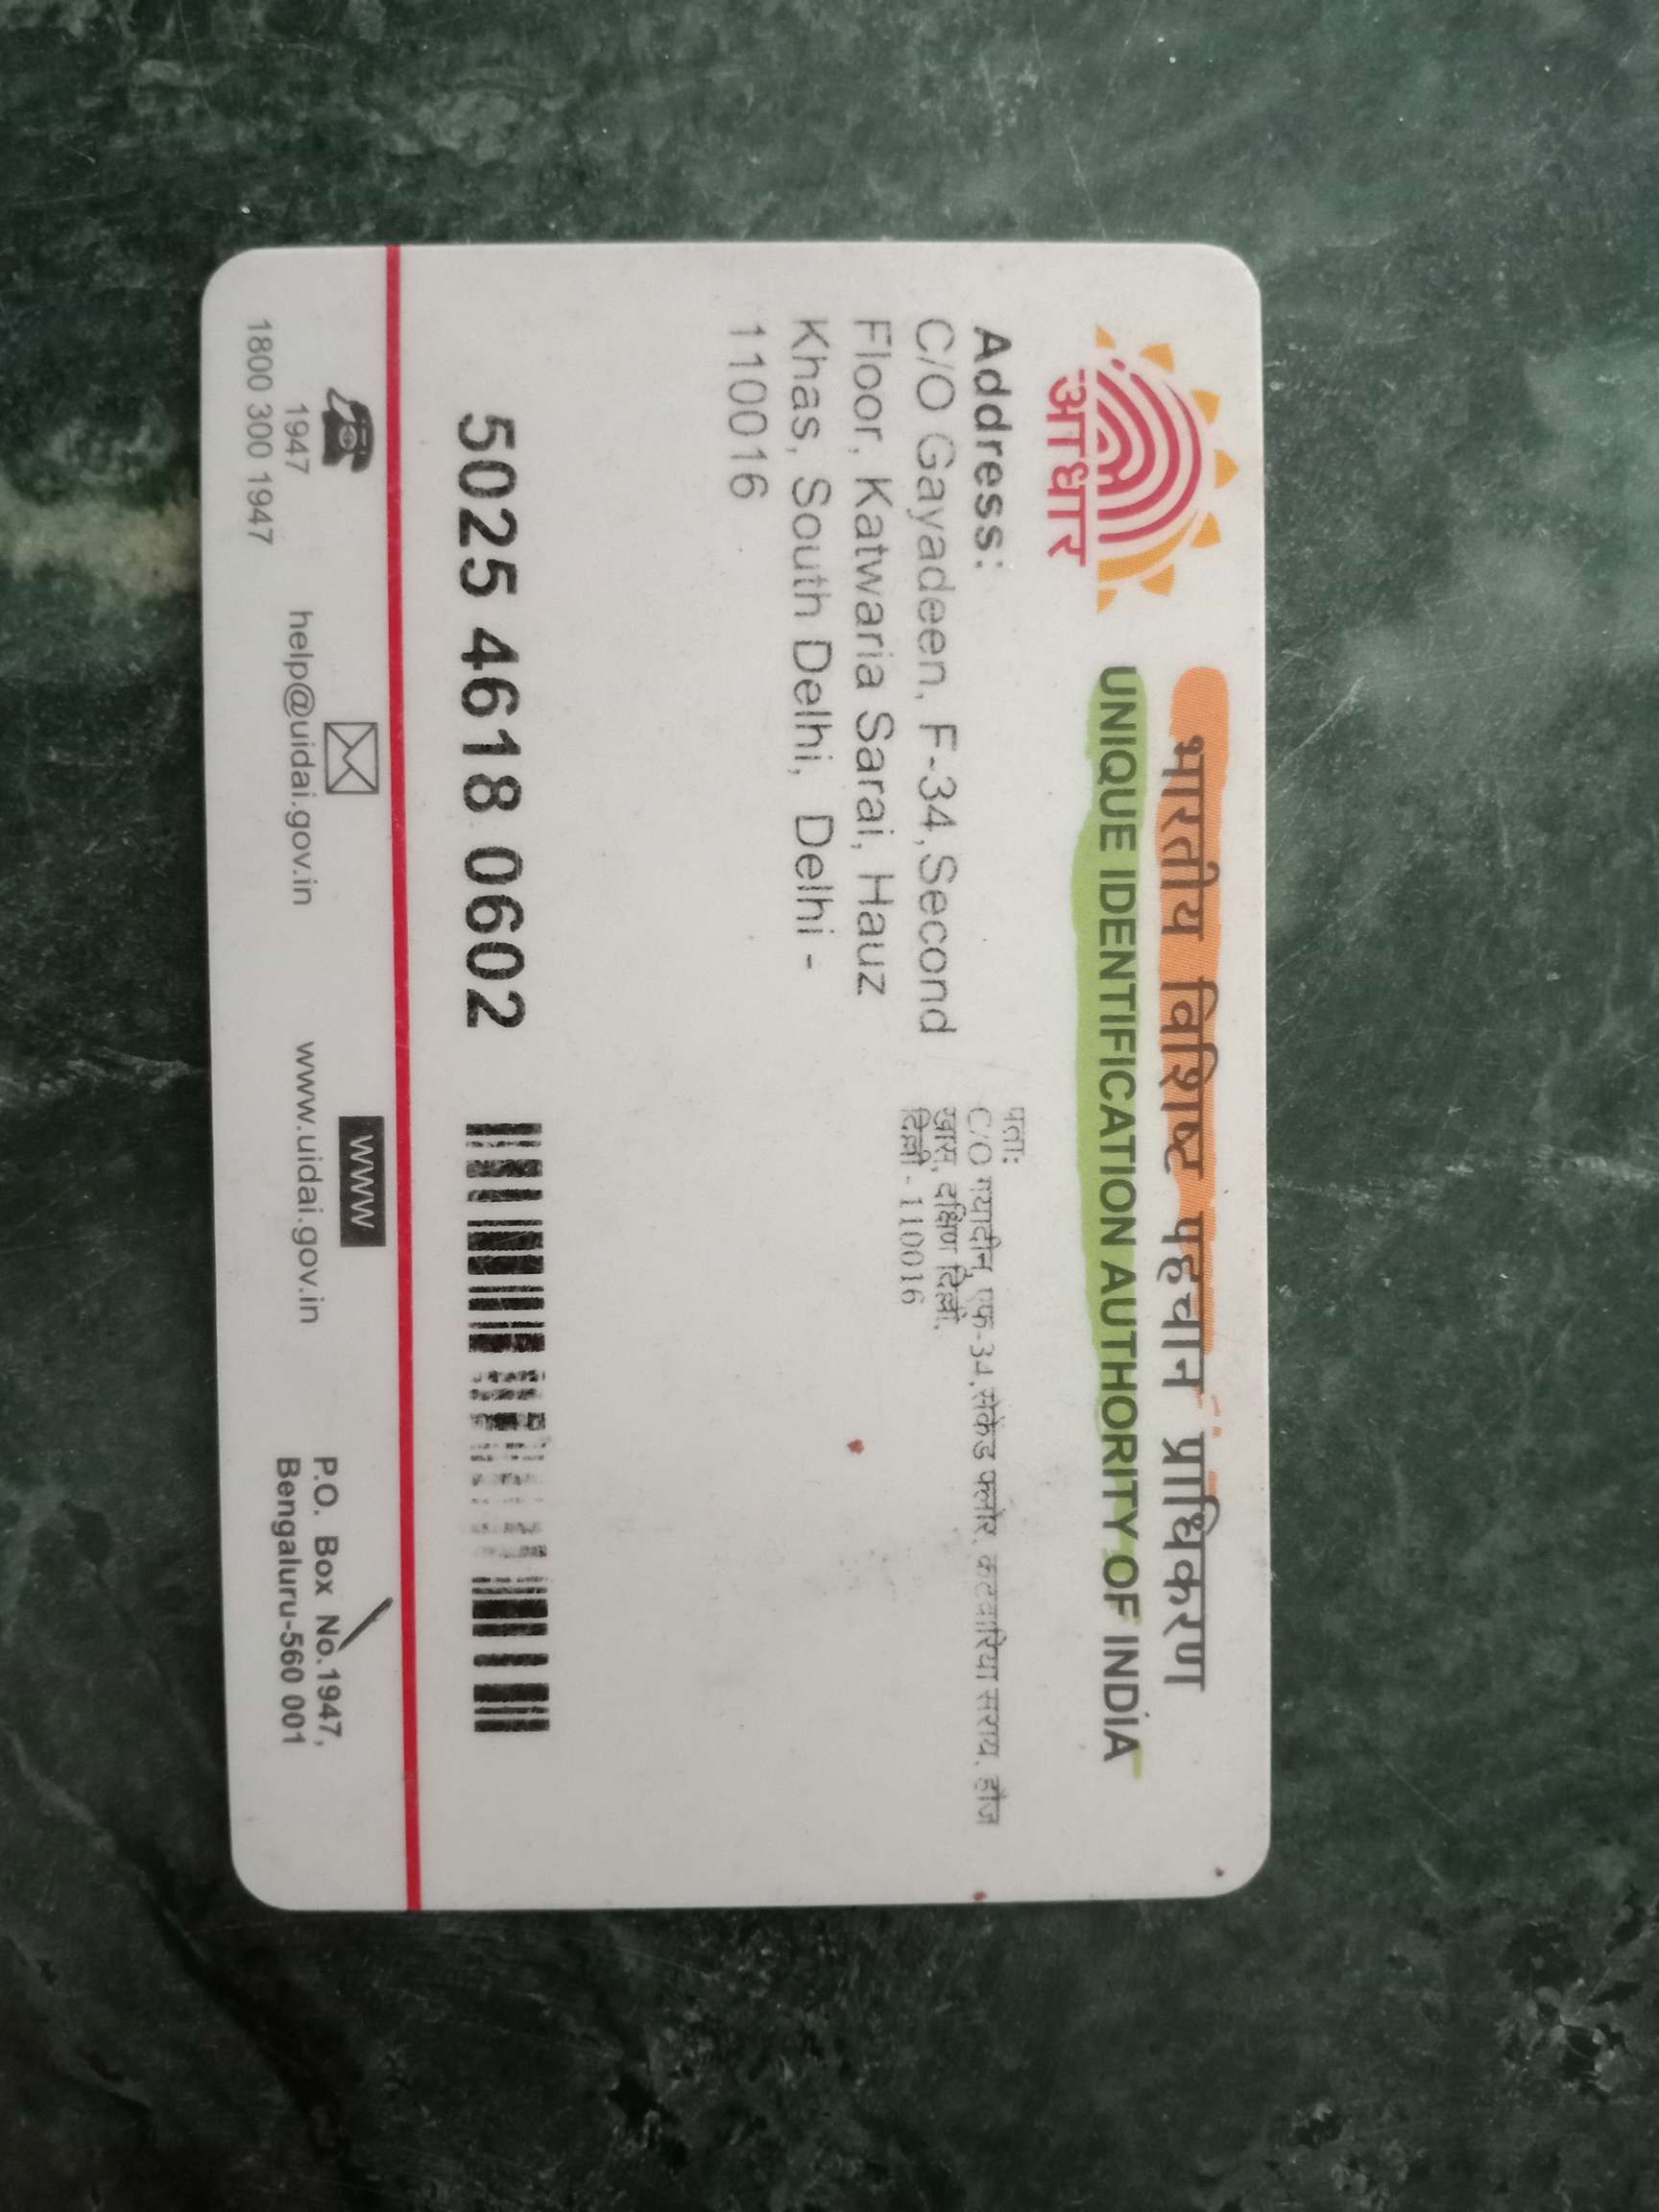 भारतीय विशिष्ट पहचान प्राधिकरण
UNIQUE IDENTIFICATION AUTHORITY OF INDIA
आधार
Address:
C/O Gayadeen, F-34,Second
Floor, Katwaria Sarai, Hauz
Khas, South Delhi, Delhi -
110016
पता:
C/O गयादीन, एफ-34,सेकेंड फ्लोर, कटवारिया सराय, हौज
खास, दक्षिण दिल्ली,
दिल्ली - 110016
5025 4618 0602
1947
1800 300 1947
help@uidai.gov.in
www
www.uidai.gov.in
P.O. Box No.1947,
Bengaluru-560 001